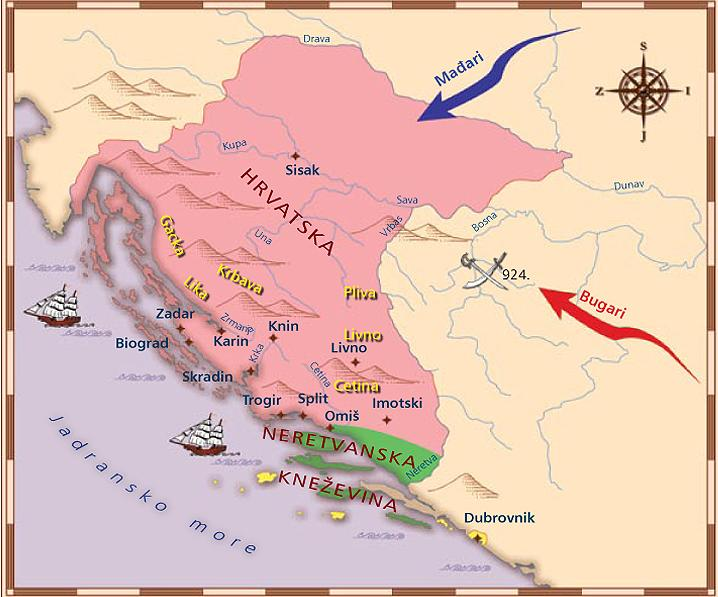 Drava
Mađari
S
Z
I
J
Kupa
Sisak
HRVATSKA
Sava
Dunav
Vrbas
Bosna
Una
Gacka
Krbava
Lika
924.
Bugari
Pliva
Zadar
Zrmanja
Knin
Biograd
Karin
Livno
Livno
Krka
Skradin
Cetina
Cetina
Trogir
Split
Omiš
Imotski
NERETVANSKA
Neretva
KNEŽEVINA
Jadransko more
Dubrovnik